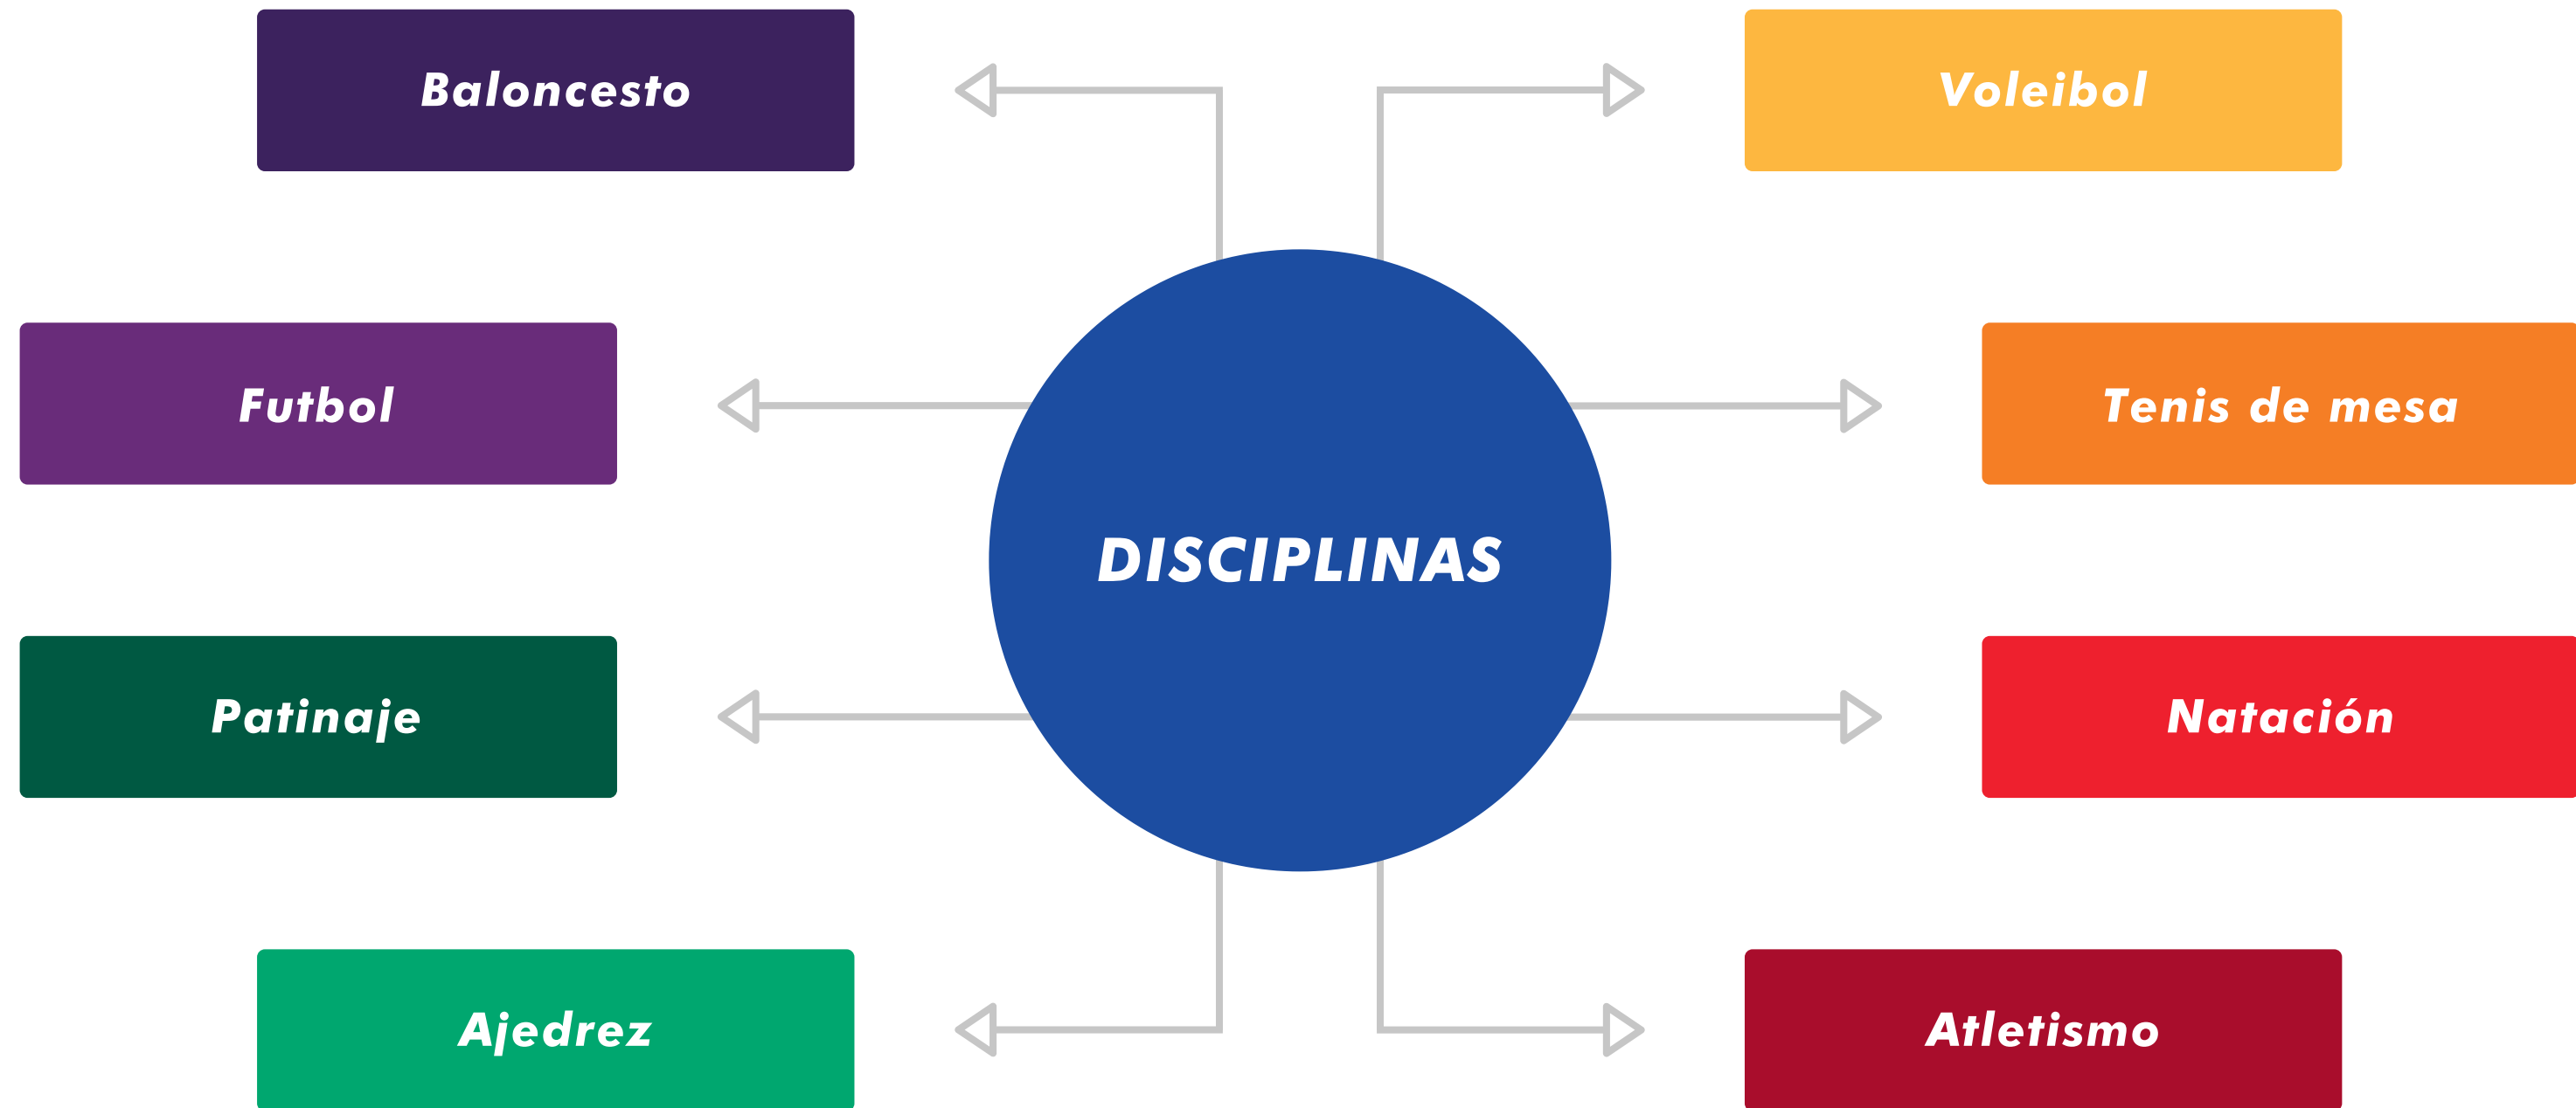 Baloncesto
Voleibol
Futbol
Tenis de mesa
DISCIPLINAS
Patinaje
Natación
Ajedrez
Atletismo